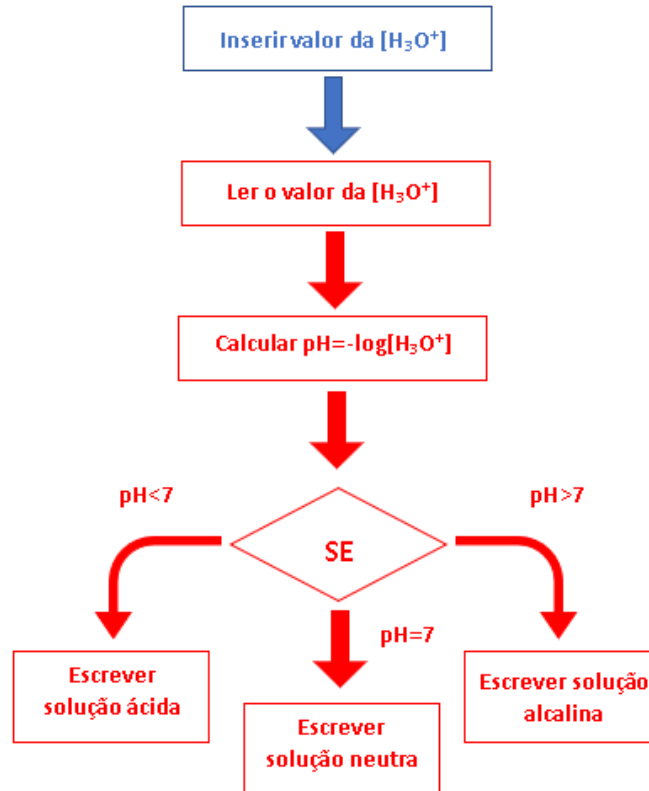 Inserir valor da [H₃O⁺]
Ler o valor da [H₃O⁺]
Calcular pH=-log[H₃O⁺]
pH<7
pH>7
SE
pH=7
Escrever
solução ácida
Escrever
solução neutra
Escrever solução
alcalina